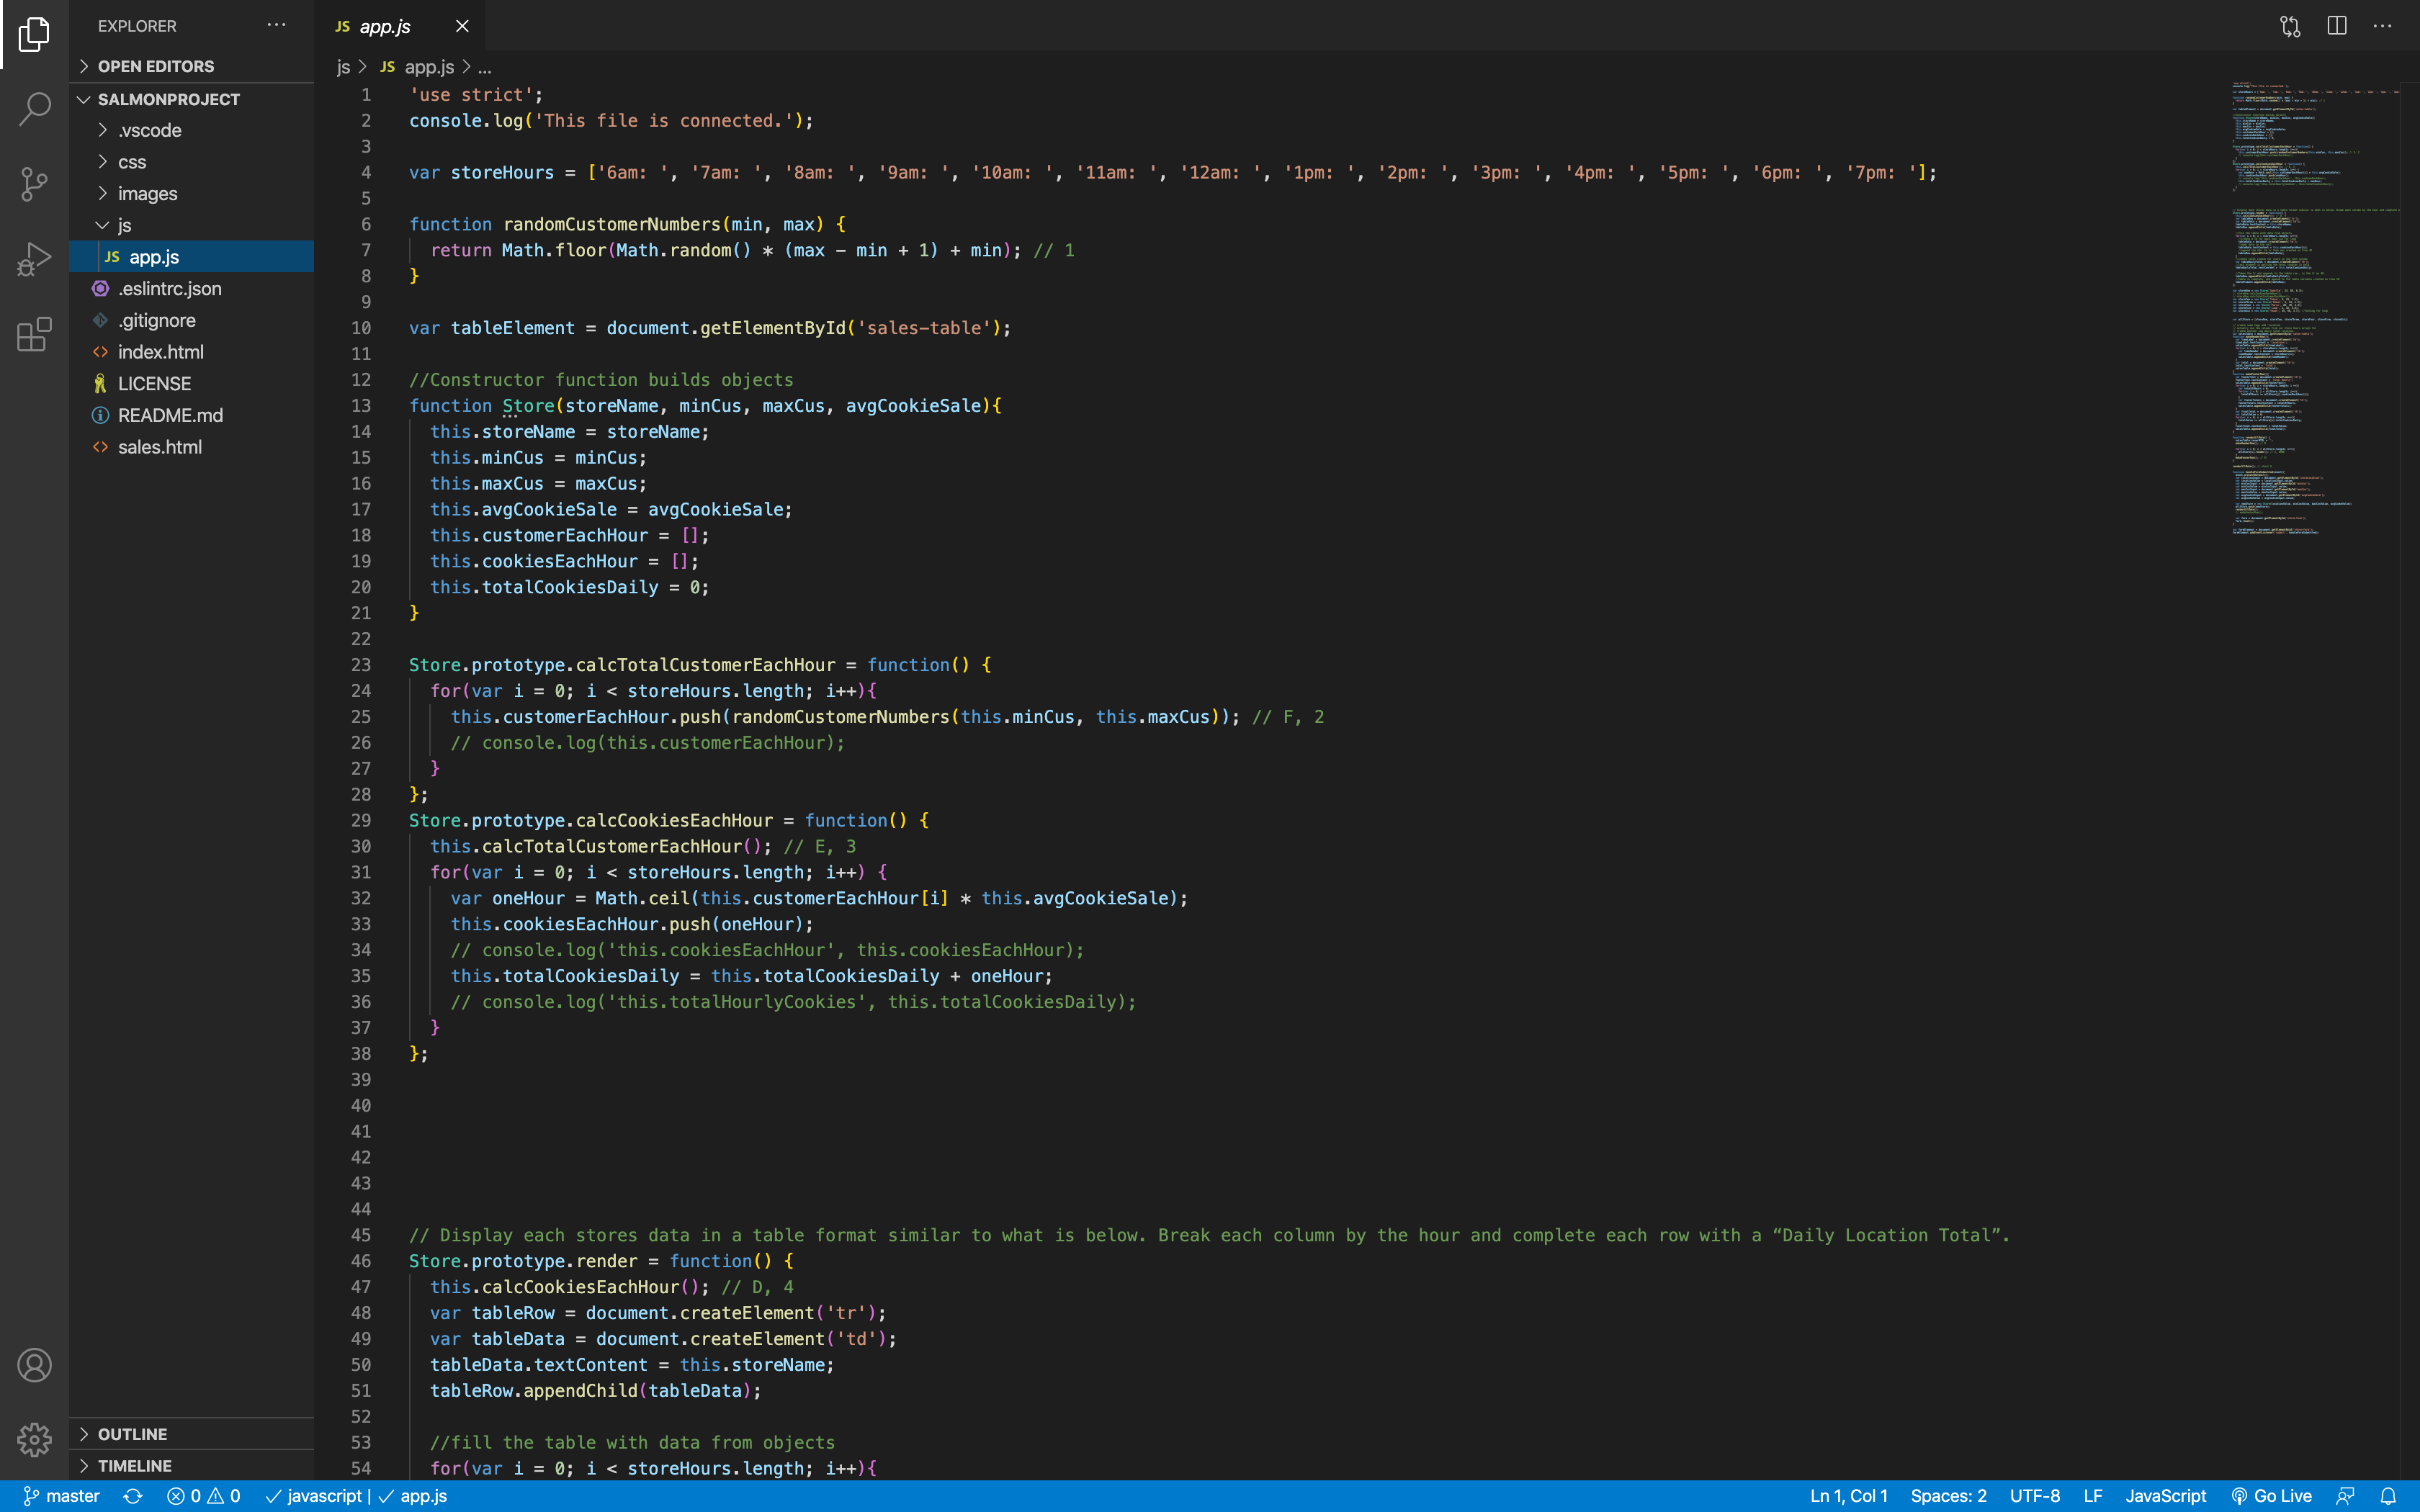 EXPLORER
OPEN EDITORS
SALMONPROJECT
.vscode
css
images
js
JS app.js
.eslintrc.json
.gitignore
index.html
LICENSE
README.md
sales.html
OUTLINE
TIMELINE
JS app.js
js > JS app.js > ...
1 'use strict';
2 console.log('This file is connected.');
3
4 var storeHours = ['6am: ', '7am: ', '8am: ', '9am: ', '10am: ', '11am: ', '12am: ', '1pm: ', '2pm: ', '3pm: ', '4pm: ', '5pm: ', '6pm: ', '7pm: '];
5
6 function randomCustomerNumbers(min, max) {
7 return Math.floor(Math.random() * (max - min + 1) + min); // 1
8 }
9
10 var tableElement = document.getElementById('sales-table');
11
12 //Constructor function builds objects
13 function Store(storeName, minCus, maxCus, avgCookieSale){
14 this.storeName = storeName;
15 this.minCus = minCus;
16 this.maxCus = maxCus;
17 this.avgCookieSale = avgCookieSale;
18 this.customerEachHour = [];
19 this.cookiesEachHour = [];
20 this.totalCookiesDaily = 0;
21 }
22
23 Store.prototype.calcTotalCustomerEachHour = function() {
24 for(var i = 0; i < storeHours.length; i++){
25 this.customerEachHour.push(randomCustomerNumbers(this.minCus, this.maxCus)); // F, 2
26 // console.log(this.customerEachHour);
27 }
28 };
29 Store.prototype.calcCookiesEachHour = function() {
30 this.calcTotalCustomerEachHour(); // E, 3
31 for(var i = 0; i < storeHours.length; i++) {
32 var oneHour = Math.ceil(this.customerEachHour[i] * this.avgCookieSale);
33 this.cookiesEachHour.push(oneHour);
34 // console.log('this.cookiesEachHour', this.cookiesEachHour);
35 this.totalCookiesDaily = this.totalCookiesDaily + oneHour;
36 // console.log('this.totalHourlyCookies', this.totalCookiesDaily);
37 }
38 };
39
40
41
42
43
44
45 // Display each stores data in a table format similar to what is below. Break each column by the hour and complete each row with a “Daily Location Total”.
46 Store.prototype.render = function() {
47 this.calcCookiesEachHour(); // D, 4
48 var tableRow = document.createElement('tr');
49 var tableData = document.createElement('td');
50 tableData.textContent = this.storeName;
51 tableRow.appendChild(tableData);
52
53 //fill the table with data from objects
54 for(var i = 0; i < storeHours.length; i++){
master 0 0 javascript | app.js Ln 1, Col 1 Spaces: 2 UTF-8 LF JavaScript Go Live